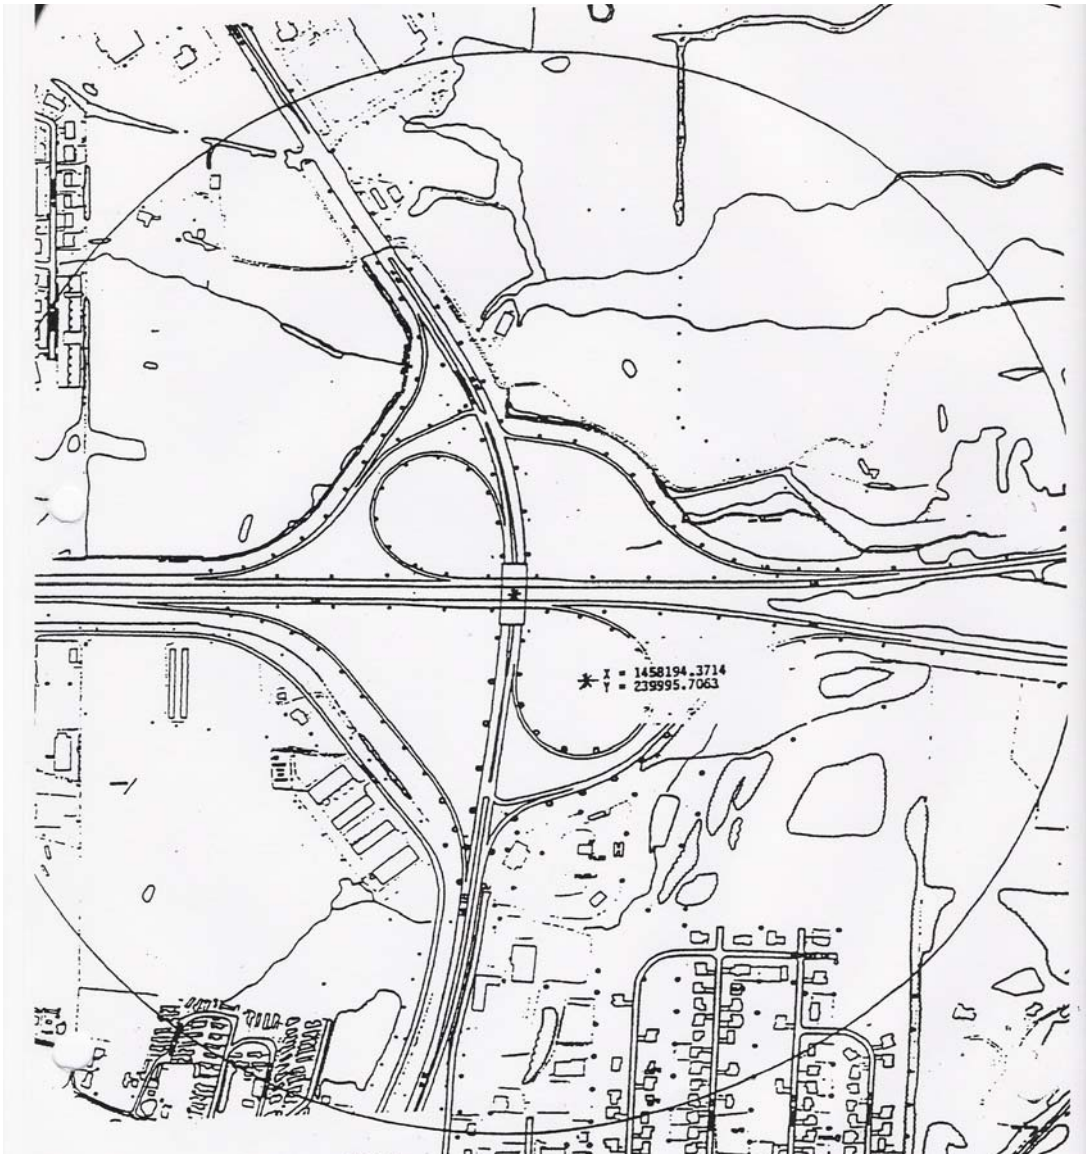 X = 1458194.3714
Y = 239995.7063